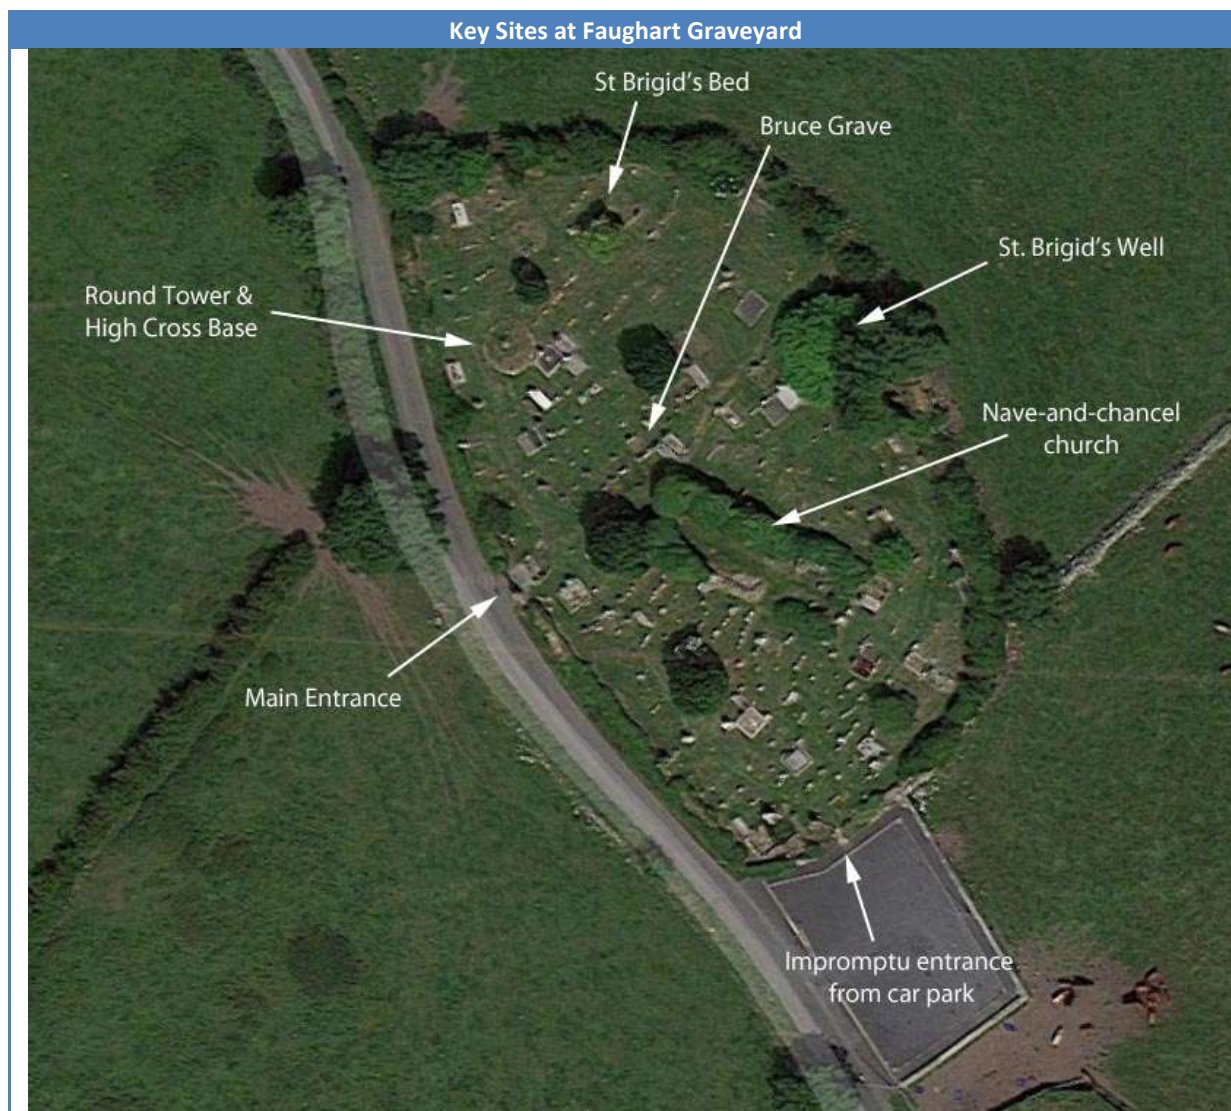 Key Sites at Faughart Graveyard
St Brigid's Bed
Bruce Grave
St. Brigid's Well
Round Tower &
High Cross Base
Nave-and-chancel
church
Main Entrance
Impromptu entrance
from car park